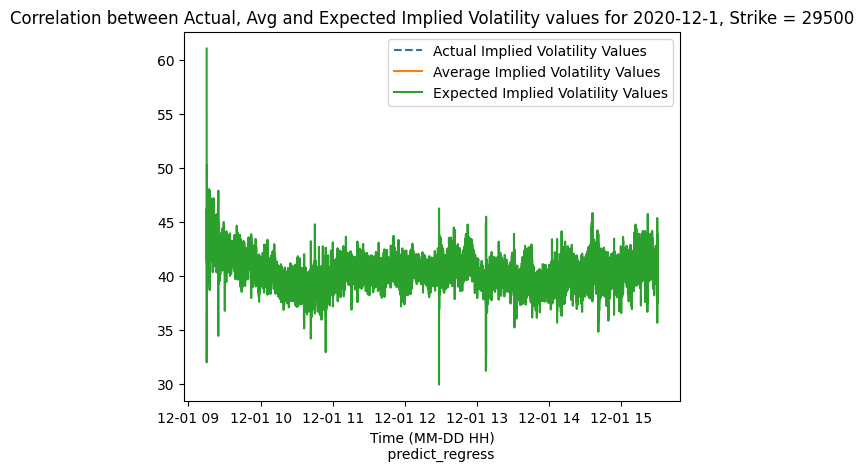 Correlation between Actual, Avg and Expected Implied Volatility values for 2020-12-1, Strike = 29500
Actual Implied Volatility Values
Average Implied Volatility Values
Expected Implied Volatility Values
60
55
50
45
40
35
30
12-01 09 12-01 10 12-01 11 12-01 12 12-01 13 12-01 14 12-01 15
Time (MM-DD HH)
predict_regress